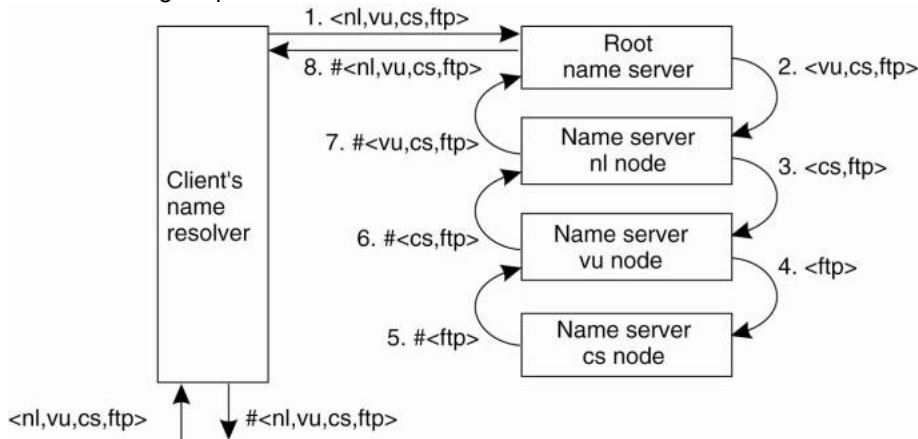 1. <nl,vu,cs,ftp>
Root
name server
8. #<nl,vu,cs,ftp>
2. <vu,cs,ftp>
7. #<vu,cs,ftp>
Name server
nl node
3. <cs,ftp>
Client's
name
resolver
6. #<cs,ftp>
Name server
vu node
4. <ftp>
5. #<ftp>
Name server
cs node
<nl,vu,cs,ftp>
#<nl,vu,cs,ftp>